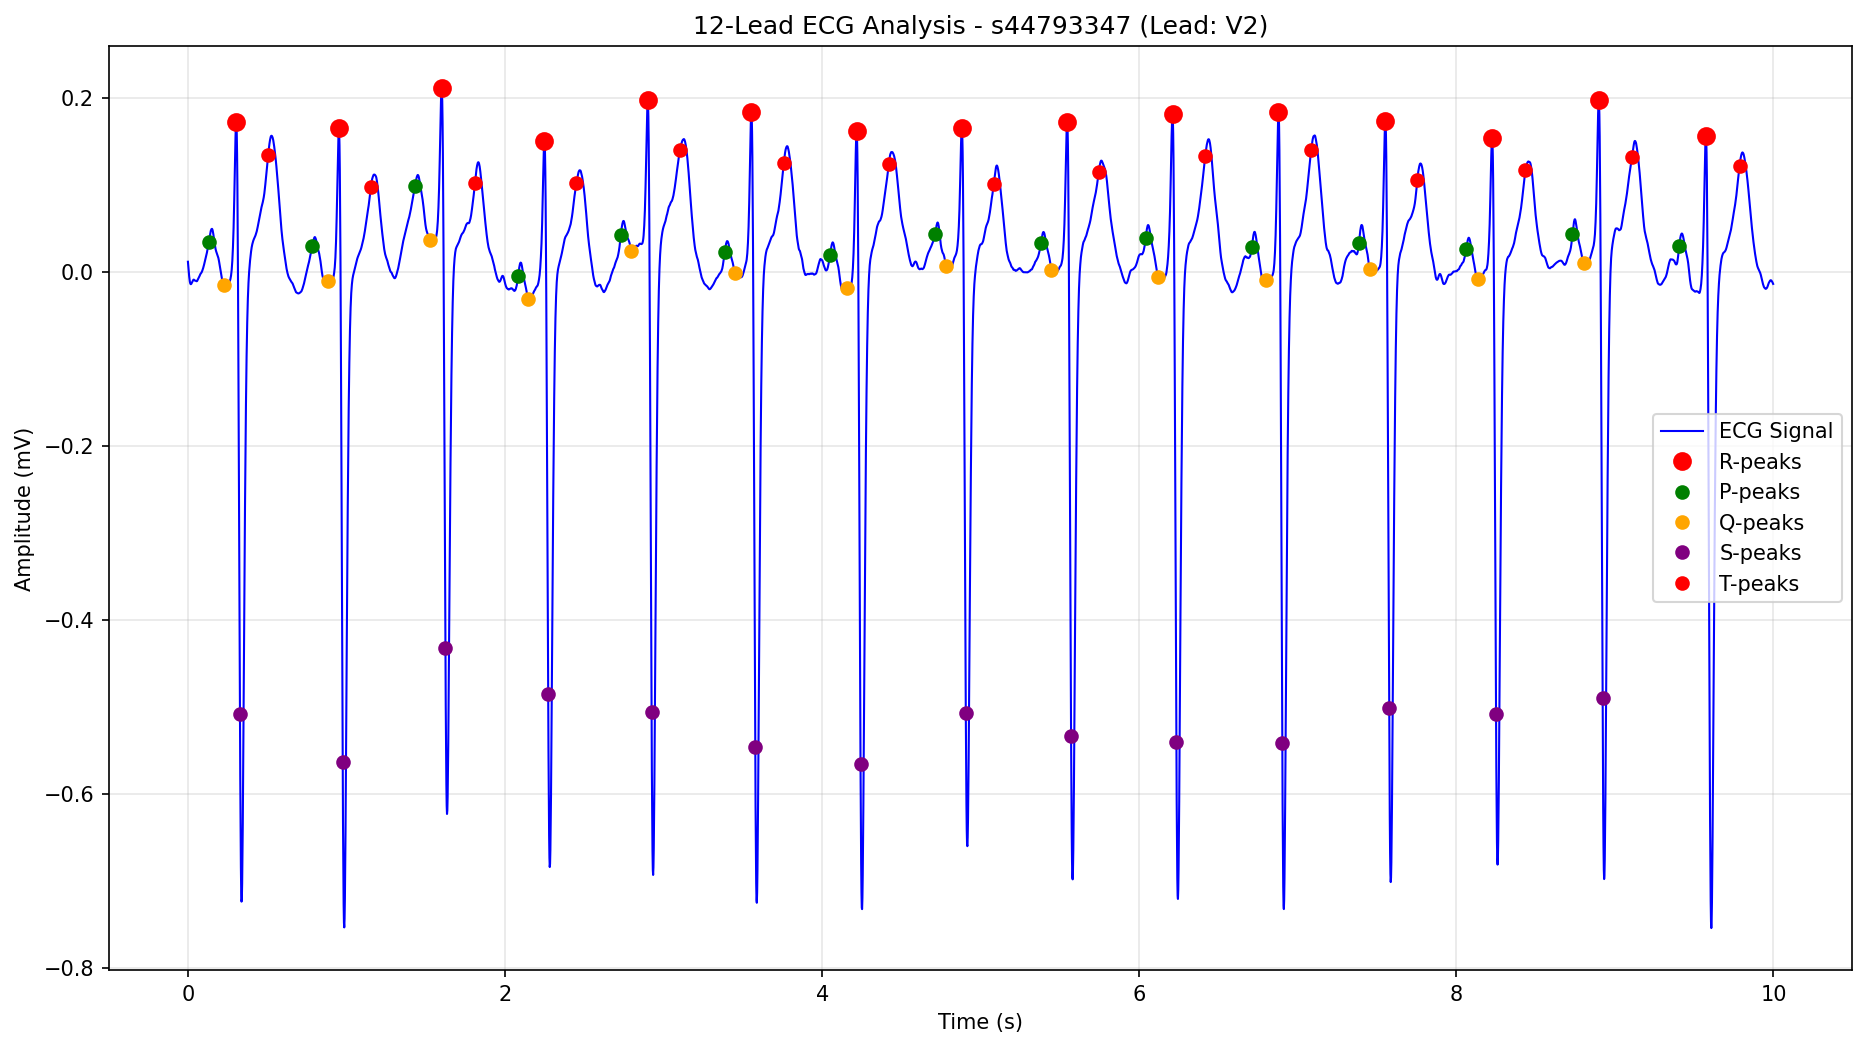 12-Lead ECG Analysis - s44793347 (Lead: V2)
Amplitude (mV)
0.2
0.0
−0.2
−0.4
−0.6
−0.8
ECG Signal
R-peaks
P-peaks
Q-peaks
S-peaks
T-peaks
0 2 4 6 8 10
Time (s)